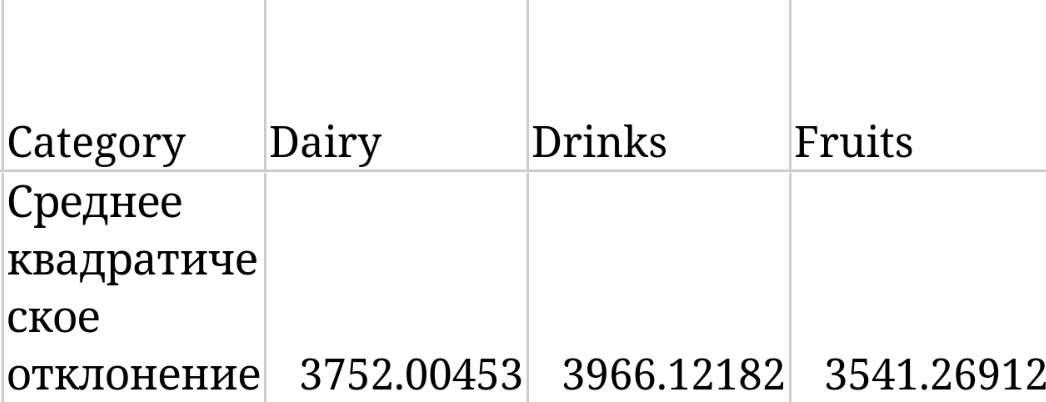 Category Dairy Drinks Fruits
Среднее
квадратиче
ское
отклонение 3752.00453 3966.12182 3541.26912